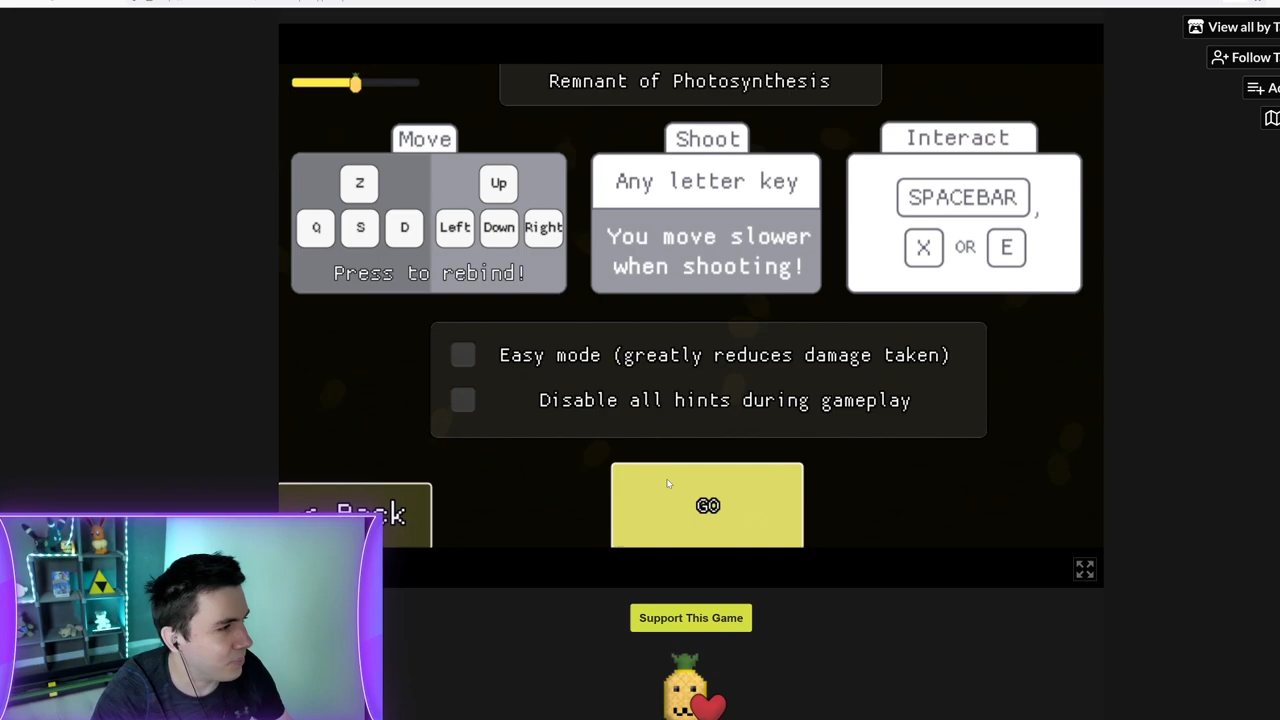 View all by T
Follow T
Remnant of Photosynthesis
Move
Shoot
Interact
Z
Up
Any letter key
SPACEBAR,
Q S D Left Down Right
You move slower
when shooting!
X OR E
Press to rebind!
Easy mode (greatly reduces damage taken)
Disable all hints during gameplay
GO
Support This Game